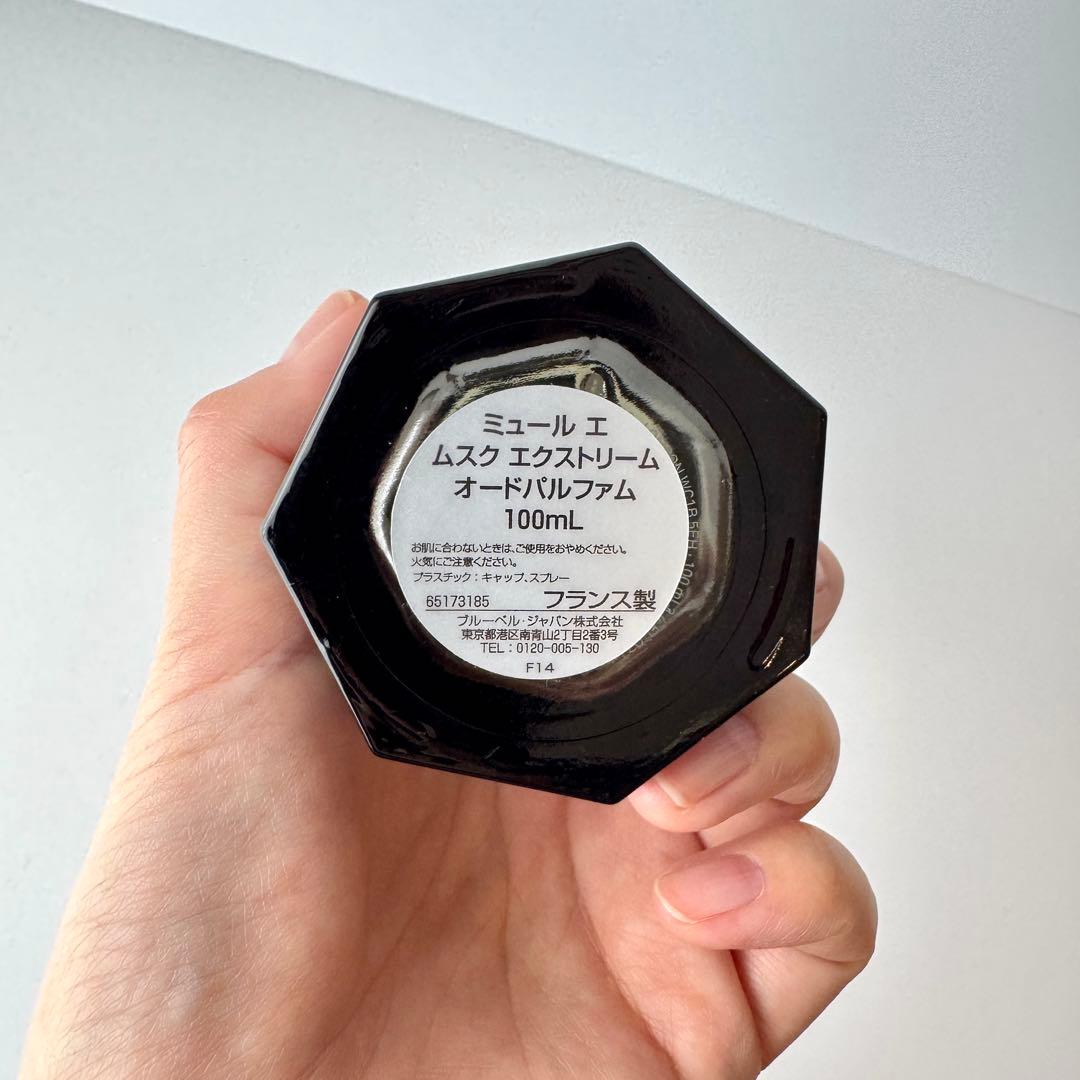 ミュール エ
ムスク エクストリーム
オードパルファム
100mL
お肌に合わないときは、ご使用をおやめください。
火気にご注意ください。
プラスチック：キャップ、スプレー
65173185 フランス製
ブルーベル・ジャパン株式会社
東京都港区南青山2丁目2番3号
TEL：0120-005-130
F14
WC1B 5EH · 100 ml